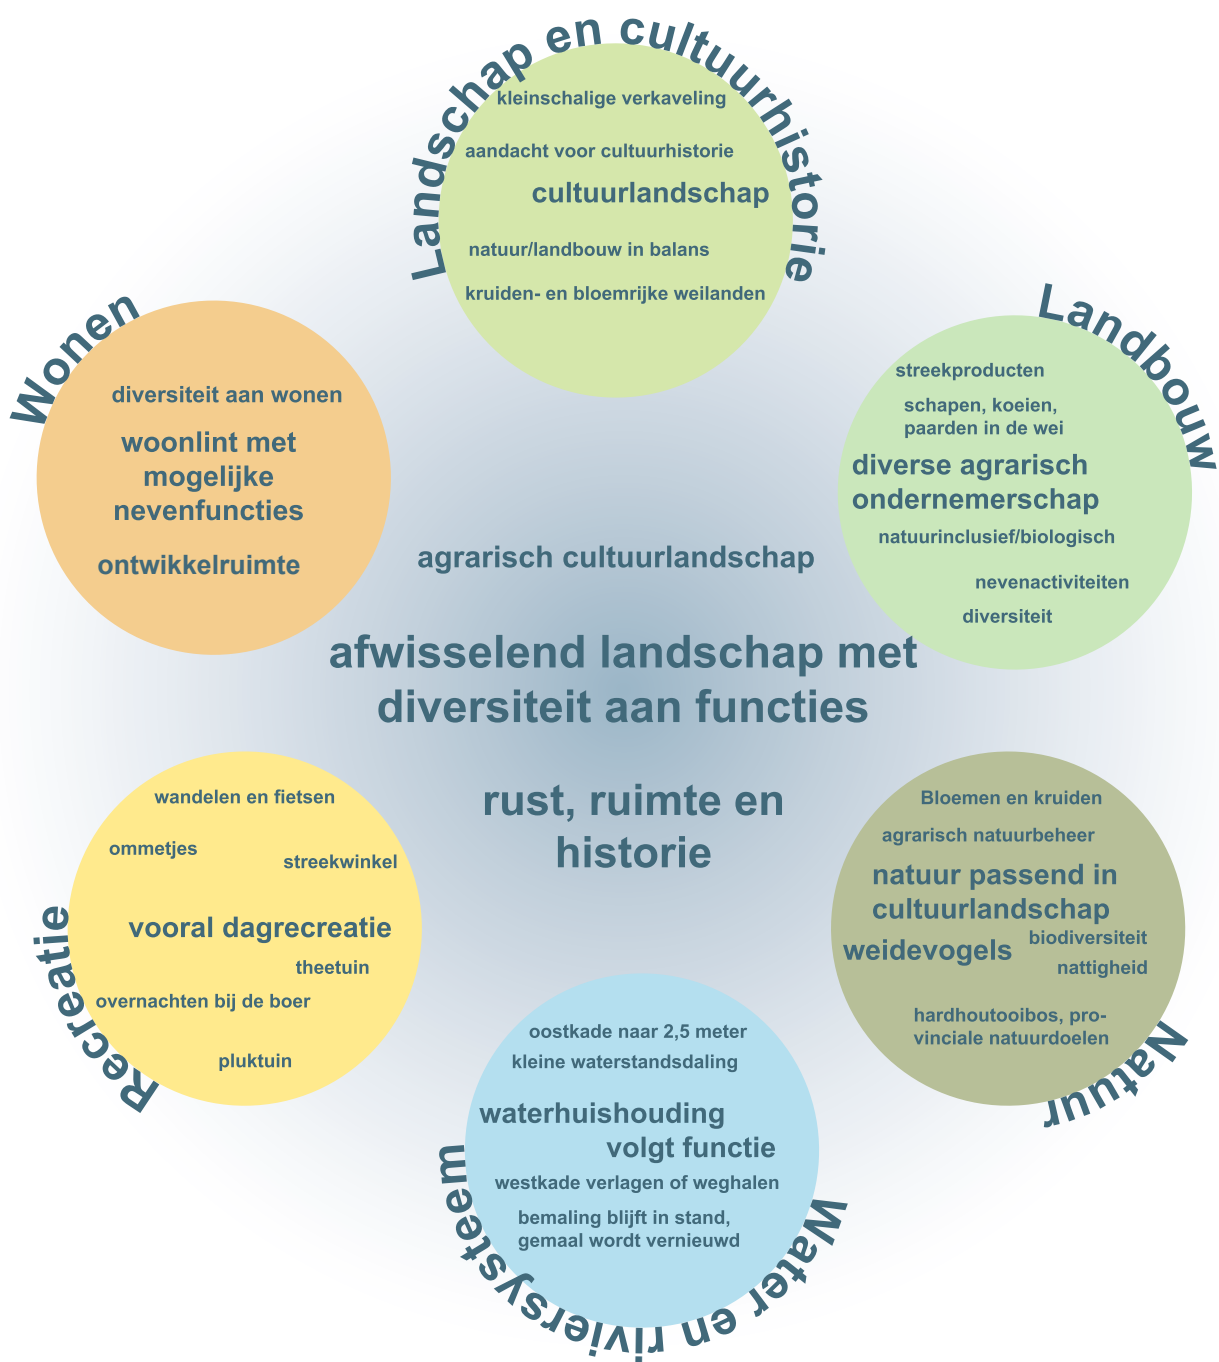 Landschap en cultuurhistorie
kleinschalige verkaveling
aandacht voor cultuurhistorie
cultuurlandschap
natuur/landbouw in balans
kruiden- en bloemrijke weilanden
Wonen
diversiteit aan wonen
woonlint met
mogelijke
nevenfuncties
ontwikkelruimte
Landbouw
streekproducten
schapen, koeien,
paarden in de wei
diverse agrarisch
ondernemerschap
natuurinclusief/biologisch
nevenactiviteiten
diversiteit
agrarisch cultuurlandschap
afwisselend landschap met
diversiteit aan functies
rust, ruimte en
historie
Recreatie
wandelen en fietsen
ommetjes
streekwinkel
vooral dagrecreatie
theetuin
overnachten bij de boer
pluktuin
Natuur
Bloemen en kruiden
agrarisch natuurbeheer
natuur passend in
cultuurlandschap
weidevogels
biodiversiteit
nattigheid
hardhoutooibos, pro-
vinciale natuurdoelen
Water en riviersysteem
oostkade naar 2,5 meter
kleine waterstandsdaling
waterhuishouding
volgt functie
westkade verlagen of weghalen
bemaling blijft in stand,
gemaal wordt vernieuwd